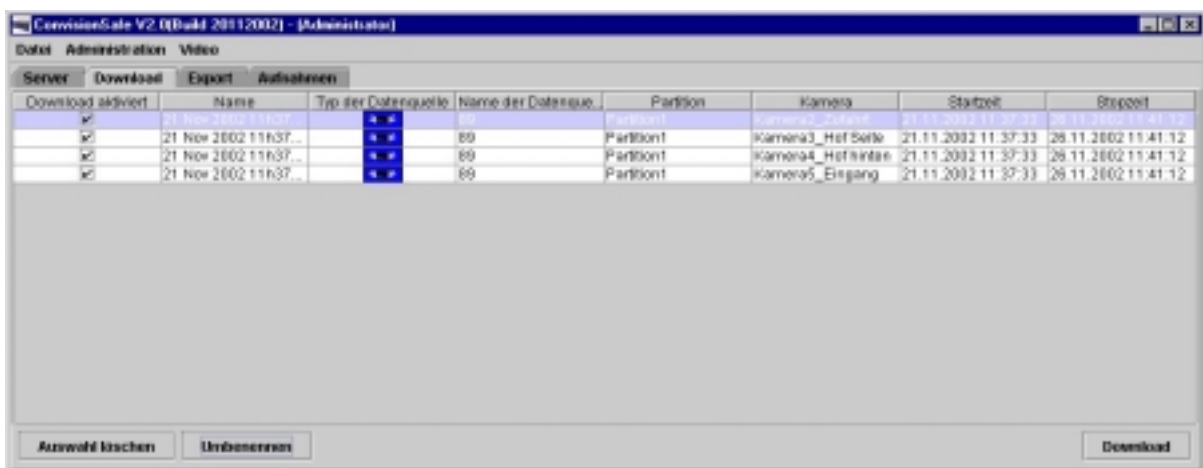 ConvisionSafe V2.0(Build 20112002) - (Administrator)
Datei Administration Video
Server Download Export Aufnahmen
Download aktiviert Name Typ der Datenquelle Name der Datenque... Partition Kamera Startzeit Stopzeit
21 Nov 2002 11h37... 89 Partition1 Kamera2_Zufahrt 21.11.2002 11:37:33 26.11.2002 11:41:12
21 Nov 2002 11h37... 89 Partition1 Kamera3_Hof Seite 21.11.2002 11:37:33 26.11.2002 11:41:12
21 Nov 2002 11h37... 89 Partition1 Kamera4_Hof hinten 21.11.2002 11:37:33 26.11.2002 11:41:12
21 Nov 2002 11h37... 89 Partition1 Kamera5_Eingang 21.11.2002 11:37:33 26.11.2002 11:41:12
Auswahl löschen Umbenennen Download